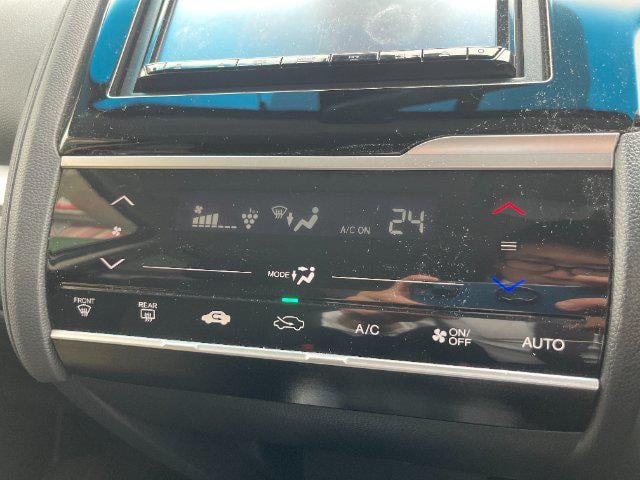 A/C ON 24
MODE
FRONT REAR
A/C ON/OFF AUTO